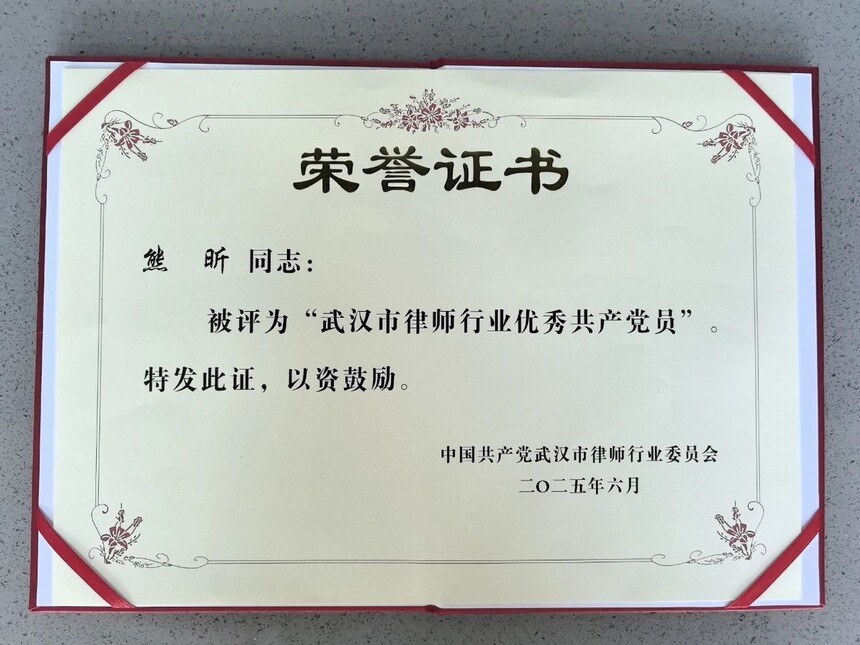 荣誉证书
熊 昕 同志：
被评为“武汉市律师行业优秀共产党员”。
特发此证，以资鼓励。
中国共产党武汉市律师行业委员会
二〇二五年六月